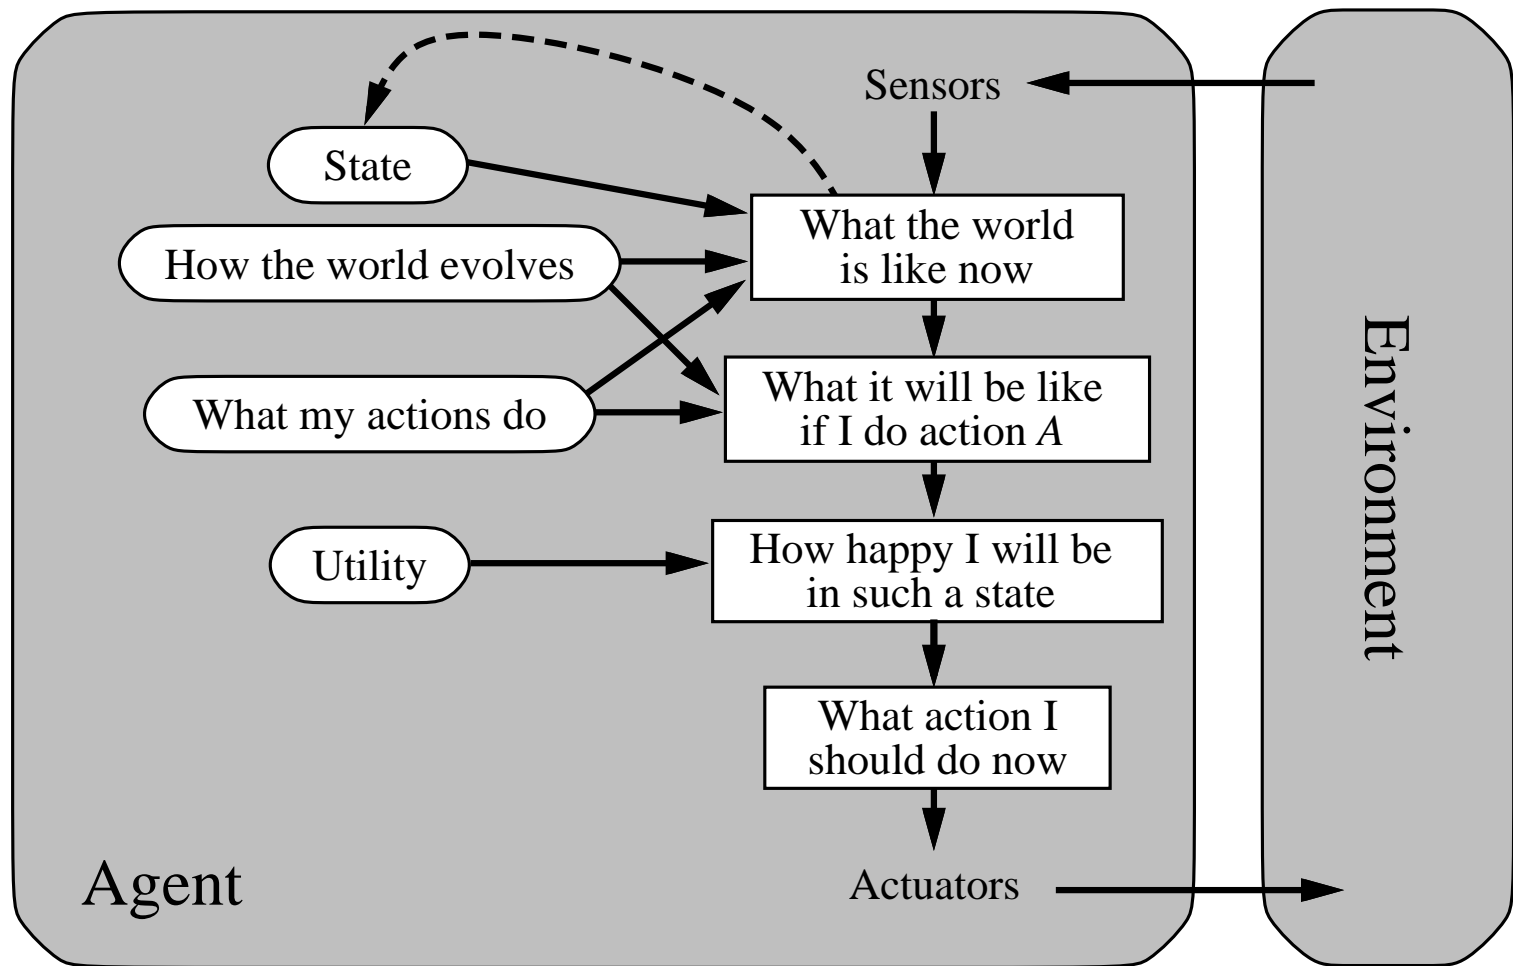 Sensors
State
What the world
is like now
How the world evolves
What it will be like
if I do action A
What my actions do
How happy I will be
in such a state
Utility
What action I
should do now
Agent
Actuators
Environment